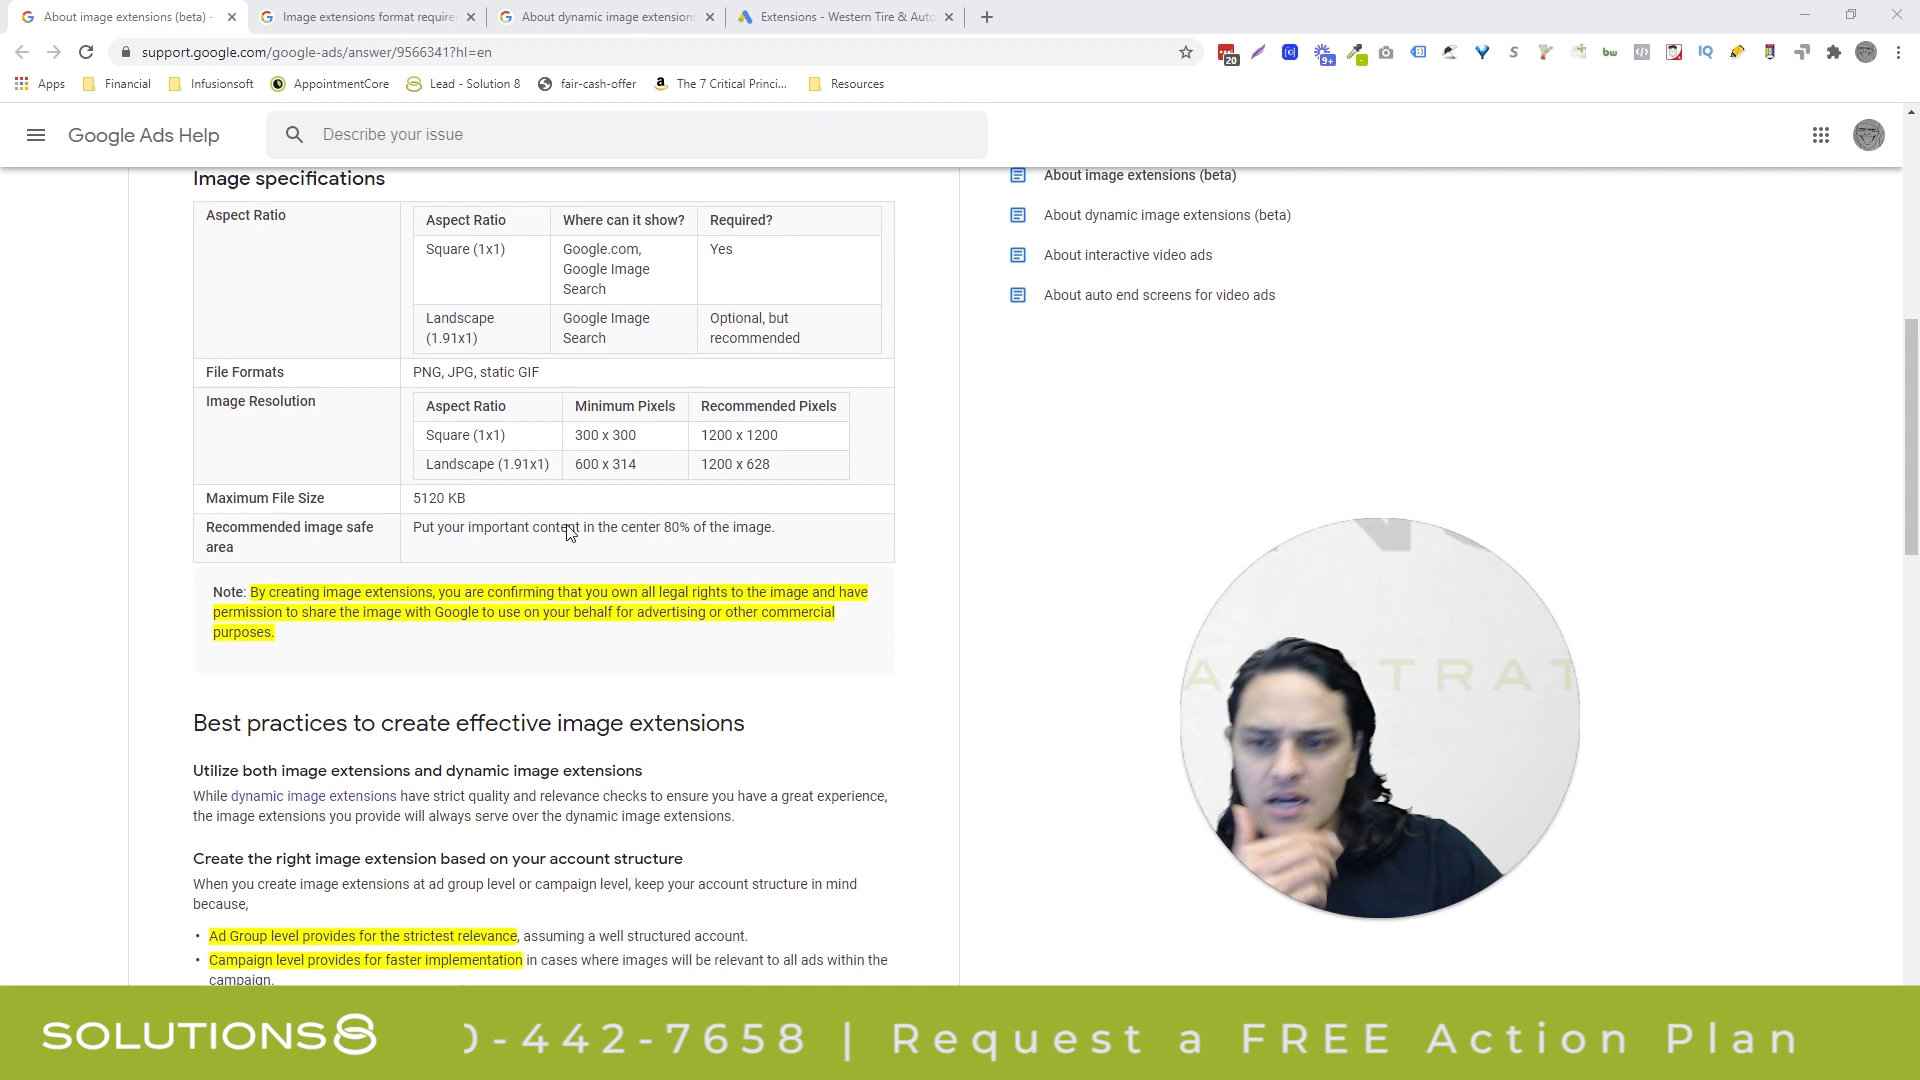 About image extensions (beta) -
Image extensions format require
About dynamic image extensions
Extensions - Western Tire & Auto
support.google.com/google-ads/answer/9566341?hl=en
20
9+
bw
IQ
Apps
Financial
Infusionsoft
AppointmentCore
Lead - Solution 8
fair-cash-offer
The 7 Critical Princi...
Resources
Google Ads Help
Describe your issue
Image specifications
Aspect Ratio
Aspect Ratio Where can it show? Required?
Square (1x1) Google.com, Yes
Google Image
Search
Landscape Google Image Optional, but
(1.91x1) Search recommended
File Formats PNG, JPG, static GIF
Image Resolution
Aspect Ratio Minimum Pixels Recommended Pixels
Square (1x1) 300 x 300 1200 x 1200
Landscape (1.91x1) 600 x 314 1200 x 628
Maximum File Size 5120 KB
Recommended image safe Put your important content in the center 80% of the image.
area
Note: By creating image extensions, you are confirming that you own all legal rights to the image and have
permission to share the image with Google to use on your behalf for advertising or other commercial
purposes.
Best practices to create effective image extensions
Utilize both image extensions and dynamic image extensions
While dynamic image extensions have strict quality and relevance checks to ensure you have a great experience,
the image extensions you provide will always serve over the dynamic image extensions.
Create the right image extension based on your account structure
When you create image extensions at ad group level or campaign level, keep your account structure in mind
because,
• Ad Group level provides for the strictest relevance, assuming a well structured account.
• Campaign level provides for faster implementation in cases where images will be relevant to all ads within the
campaign.
About image extensions (beta)
About dynamic image extensions (beta)
About interactive video ads
About auto end screens for video ads
SOLUTIONS8
0-442-7658 | Request a FREE Action Plan